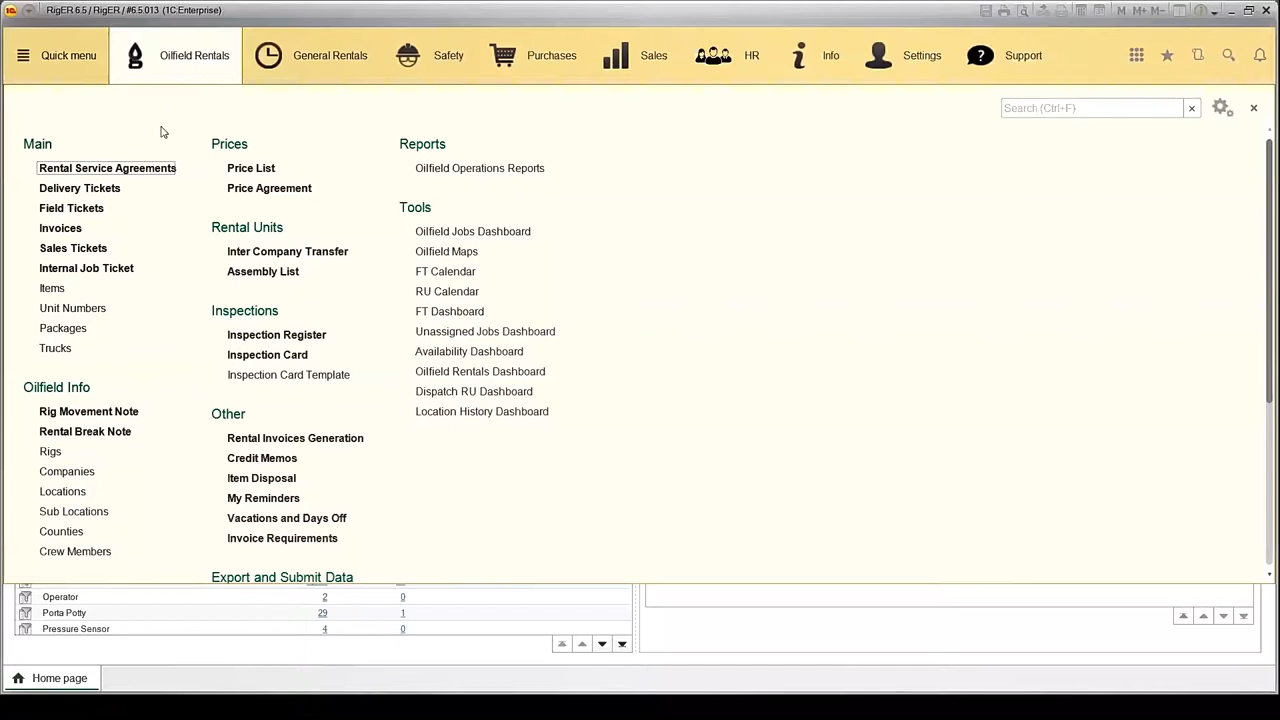 RigER 6.5 / RigER / #6.5.013 (1C:Enterprise)
M M+ M-
Quick menu
Oilfield Rentals
General Rentals
Safety
Purchases
Sales
HR
Info
Settings
Support
Search (Ctrl+F)
Main
Rental Service Agreements
Delivery Tickets
Field Tickets
Invoices
Sales Tickets
Internal Job Ticket
Items
Unit Numbers
Packages
Trucks
Oilfield Info
Rig Movement Note
Rental Break Note
Rigs
Companies
Locations
Sub Locations
Counties
Crew Members
Prices
Price List
Price Agreement
Rental Units
Inter Company Transfer
Assembly List
Inspections
Inspection Register
Inspection Card
Inspection Card Template
Other
Rental Invoices Generation
Credit Memos
Item Disposal
My Reminders
Vacations and Days Off
Invoice Requirements
Export and Submit Data
Reports
Oilfield Operations Reports
Tools
Oilfield Jobs Dashboard
Oilfield Maps
FT Calendar
RU Calendar
FT Dashboard
Unassigned Jobs Dashboard
Availability Dashboard
Oilfield Rentals Dashboard
Dispatch RU Dashboard
Location History Dashboard
Operator 2 0
Porta Potty 29 1
Pressure Sensor 4 0
Home page